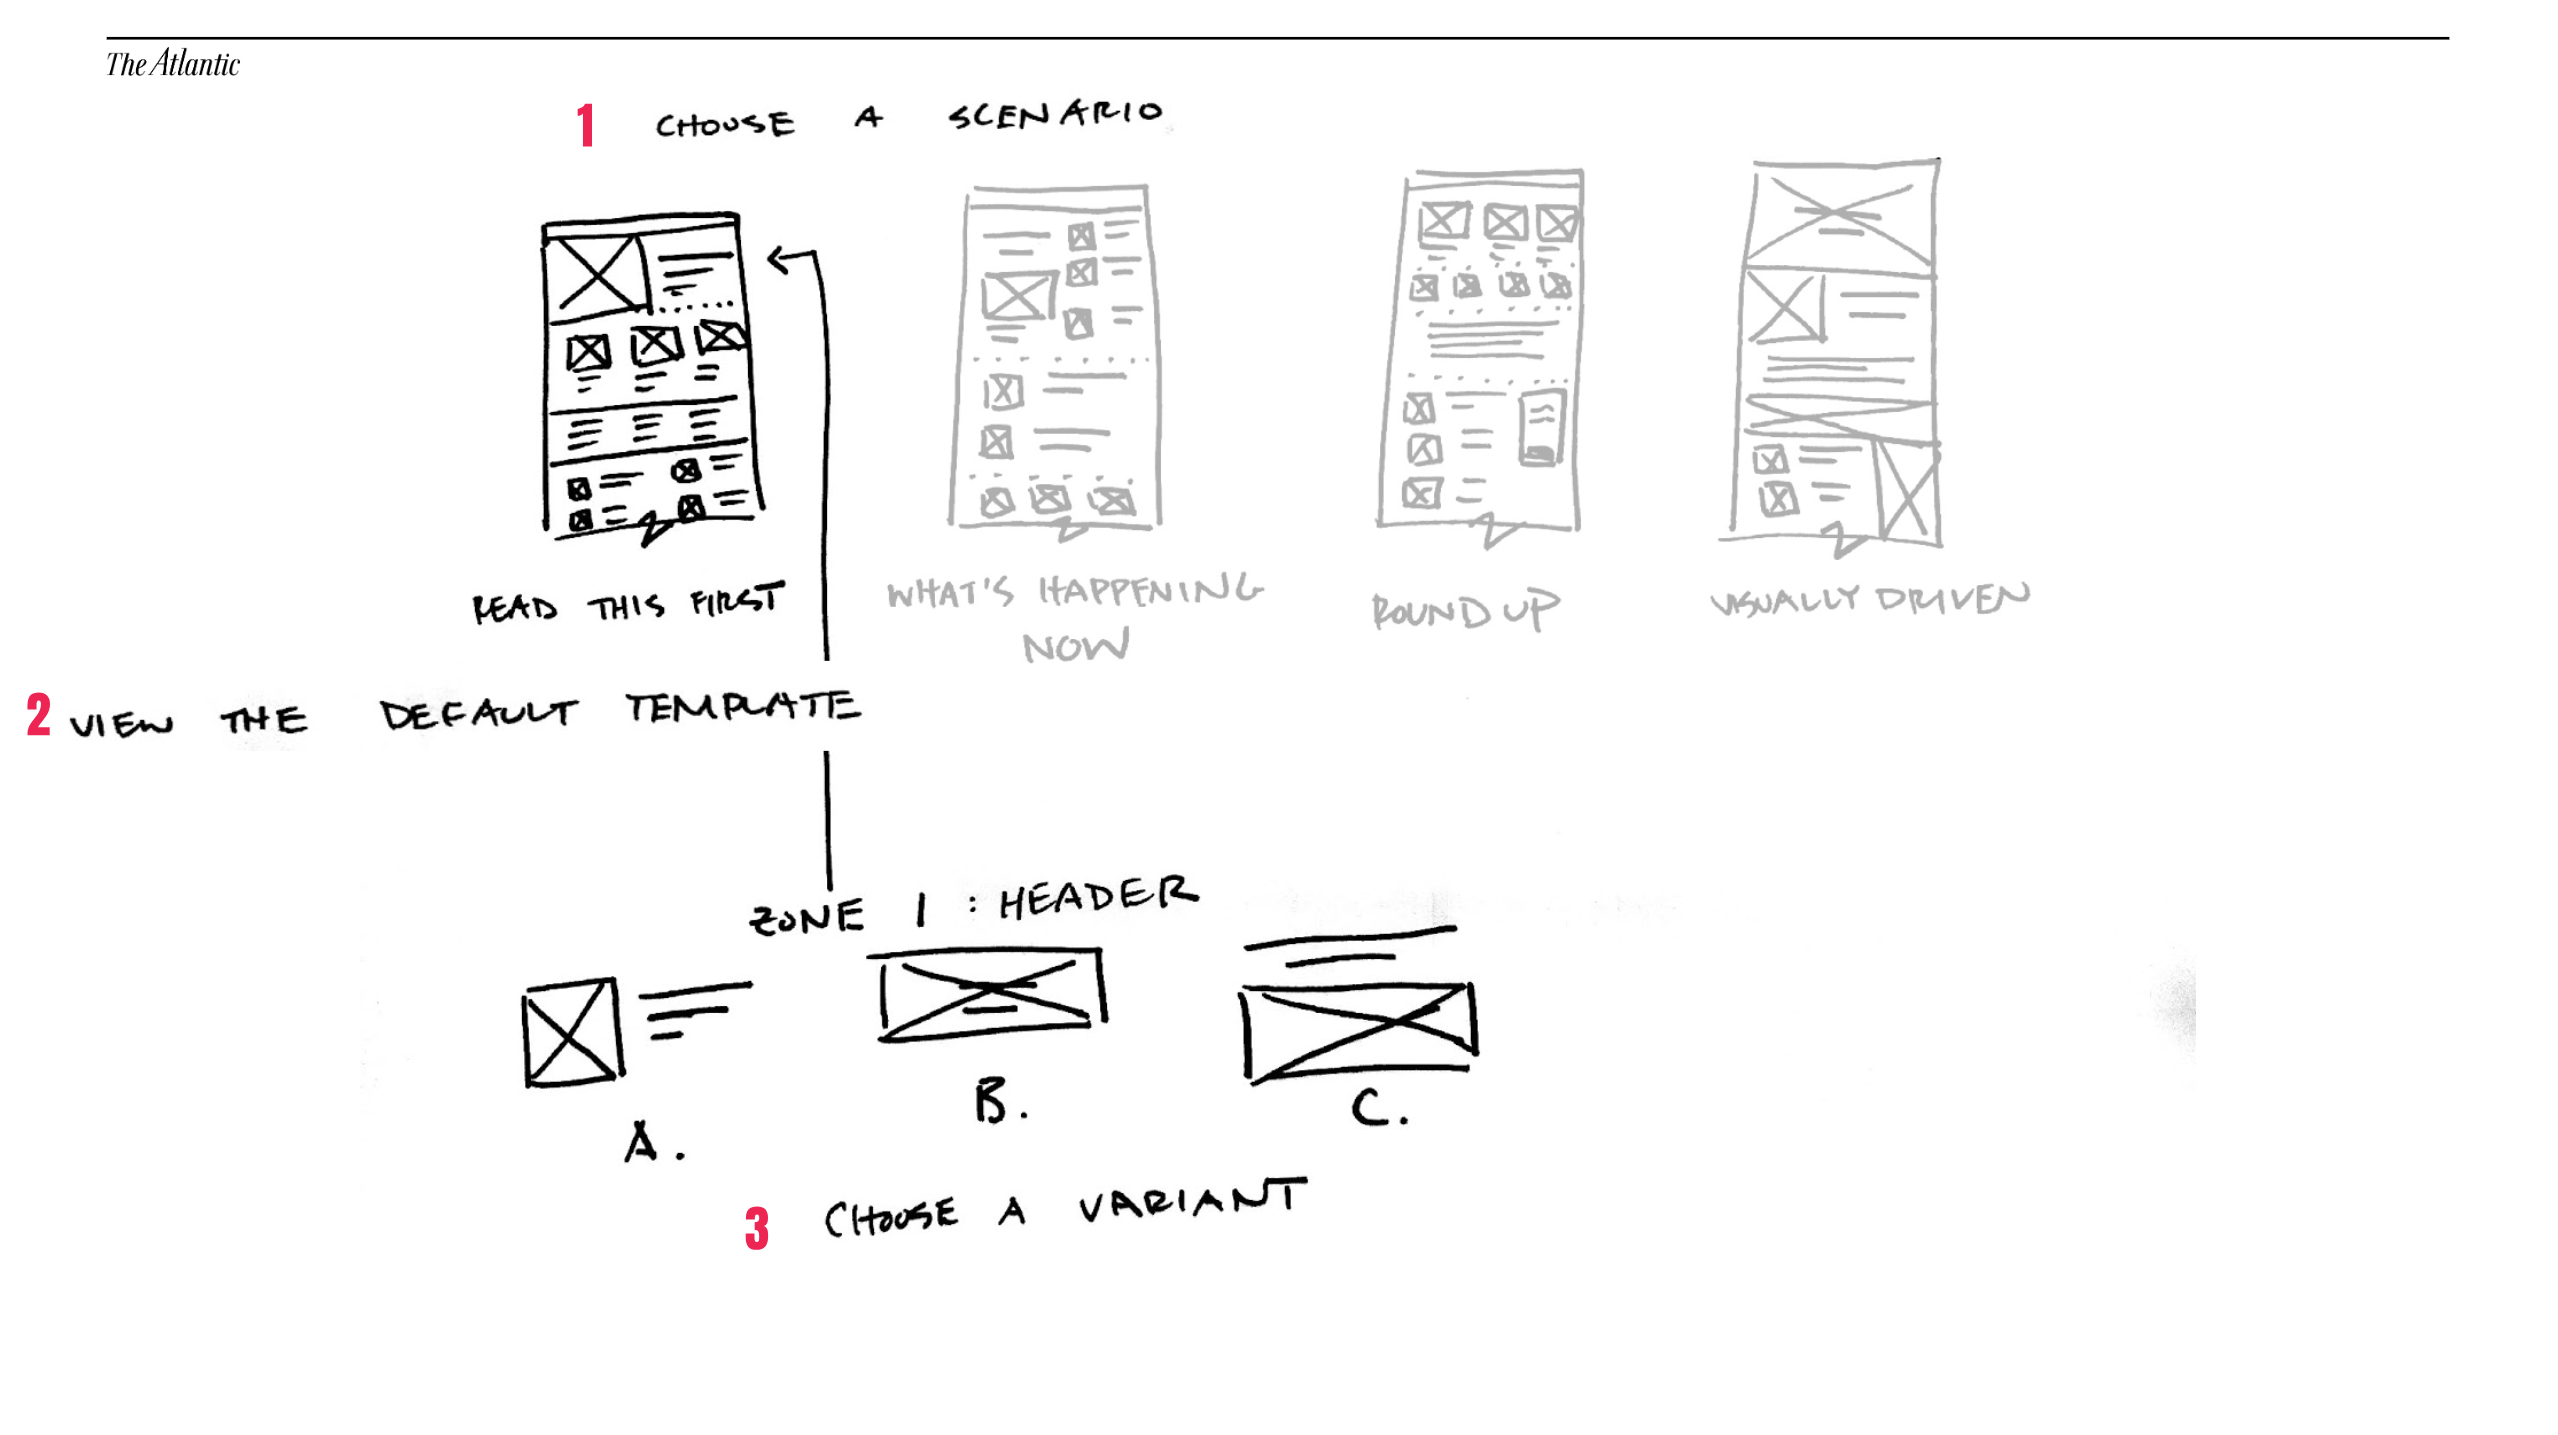 The Atlantic
1 CHOOSE A SCENARIO
READ THIS FIRST
WHAT'S HAPPENING
NOW
ROUND UP
VISUALLY DRIVEN
2 VIEW THE DEFAULT TEMPLATE
ZONE 1 : HEADER
A.
B.
C.
3 CHOOSE A VARIANT